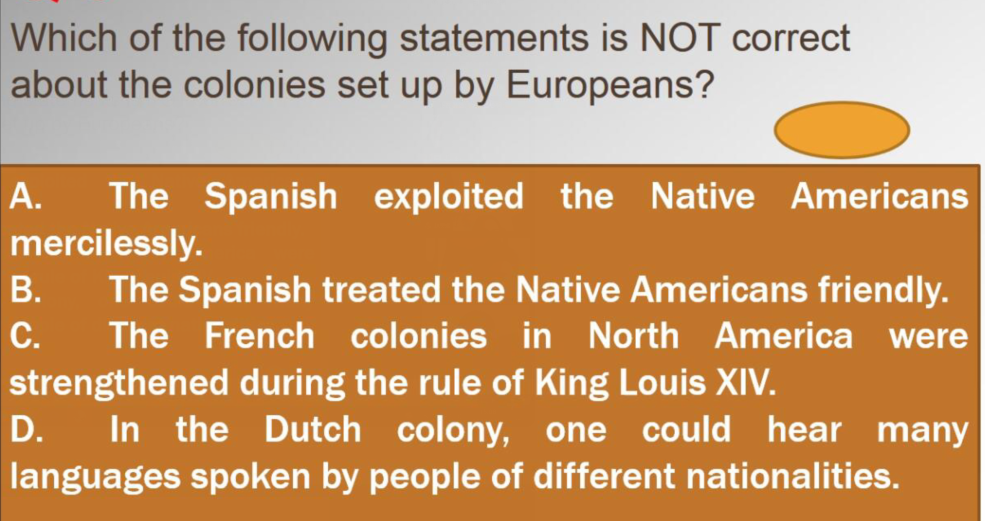 Which of the following statements is NOT correct
about the colonies set up by Europeans?
A. The Spanish exploited the Native Americans
mercilessly.
B. The Spanish treated the Native Americans friendly.
C. The French colonies in North America were
strengthened during the rule of King Louis XIV.
D. In the Dutch colony, one could hear many
languages spoken by people of different nationalities.